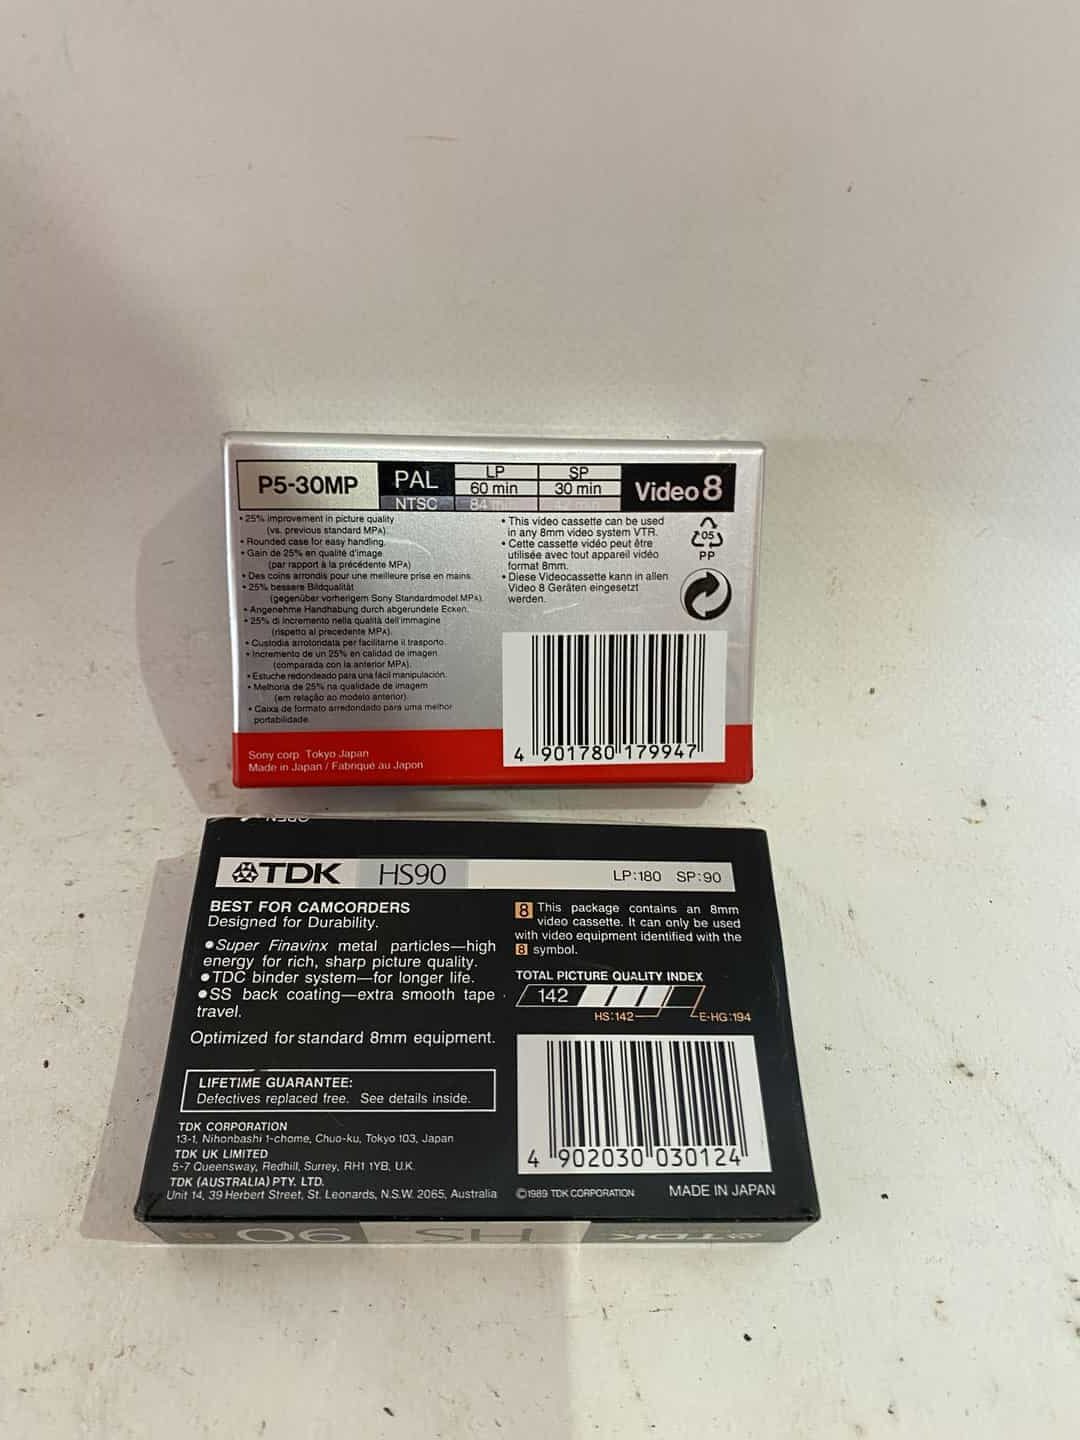 P5-30MP
PAL
LP
SP
60 min
30 min
Video 8
NTSC
84
• 25% improvement in picture quality
(vs. previous standard MPA).
• Rounded case for easy handling.
• Gain de 25% en qualité d'image
(par rapport à la précédente MPA)
• Des coins arrondis pour une meilleure prise en mains.
• 25% bessere Bildqualität
(gegenüber vorherigem Sony Standardmodel MPA).
• Angenehme Handhabung durch abgerundete Ecken.
• 25% di incremento nella qualità dell'immagine
(rispetto al precedente MPA).
• Custodia arrotondata per facilitarne il trasporto.
• Incremento de un 25% en calidad de imagen
(comparada con la anterior MPA).
• Estuche redondeado para una fácil manipulación.
• Melhoria de 25% na qualidade de imagem
(em relação ao modelo anterior).
• Caixa de formato arredondado para uma melhor
portabilidade.
• This video cassette can be used
in any 8mm video system VTR.
• Cette cassette vidéo peut être
utilisée avec tout appareil vidéo
format 8mm.
• Diese Videocassette kann in allen
Video 8 Geräten eingesetzt
werden.
05
PP
4 901780 179947
Sony corp Tokyo Japan
Made in Japan / Fabriqué au Japon
OPEN
TDK HS90
LP:180 SP:90
BEST FOR CAMCORDERS
Designed for Durability.
●Super Finavinx metal particles—high
energy for rich, sharp picture quality.
●TDC binder system—for longer life.
●SS back coating—extra smooth tape
travel.
Optimized for standard 8mm equipment.
LIFETIME GUARANTEE:
Defectives replaced free. See details inside.
TDK CORPORATION
13-1, Nihonbashi 1-chome, Chuo-ku, Tokyo 103, Japan
TDK UK LIMITED
5-7 Queensway, Redhill, Surrey, RH1 1YB, U.K.
TDK (AUSTRALIA) PTY. LTD.
Unit 14, 39 Herbert Street, St. Leonards, N.S.W. 2065, Australia
8 This package contains an 8mm
video cassette. It can only be used
with video equipment identified with the
8 symbol.
TOTAL PICTURE QUALITY INDEX
142
HS:142
E-HG:194
4 902030 030124
©1989 TDK CORPORATION
MADE IN JAPAN
TDK HS 90 8